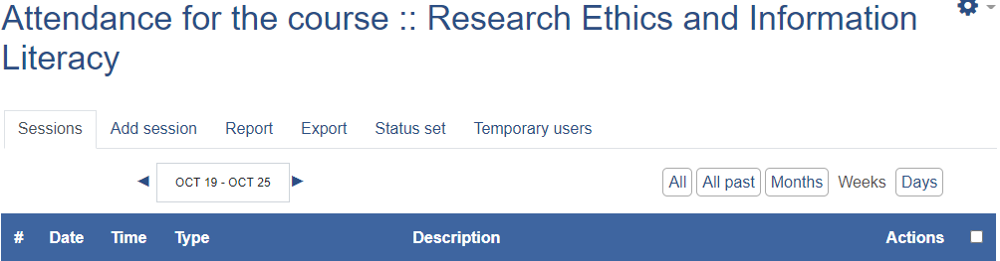 Attendance for the course :: Research Ethics and Information
Literacy
Sessions Add session Report Export Status set Temporary users
OCT 19 - OCT 25 All All past Months Weeks Days
# Date Time Type Description Actions